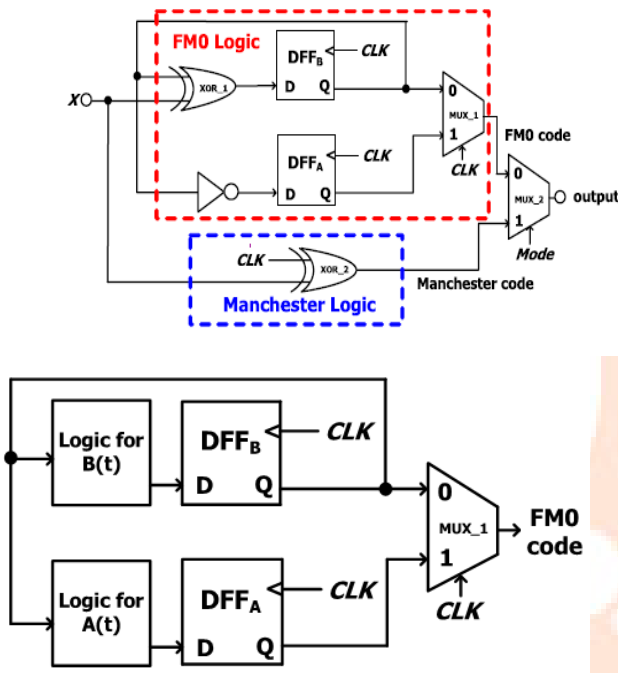 FM0 Logic
DFFB
CLK
D
Q
XOR_1
X
0
1
MUX_1
CLK
FM0 code
DFFA
CLK
D
Q
0
1
MUX_2
output
Mode
CLK
XOR_2
Manchester code
Manchester Logic
Logic for
B(t)
DFFB
CLK
D
Q
0
1
MUX_1
FM0
code
CLK
Logic for
A(t)
DFFA
CLK
D
Q